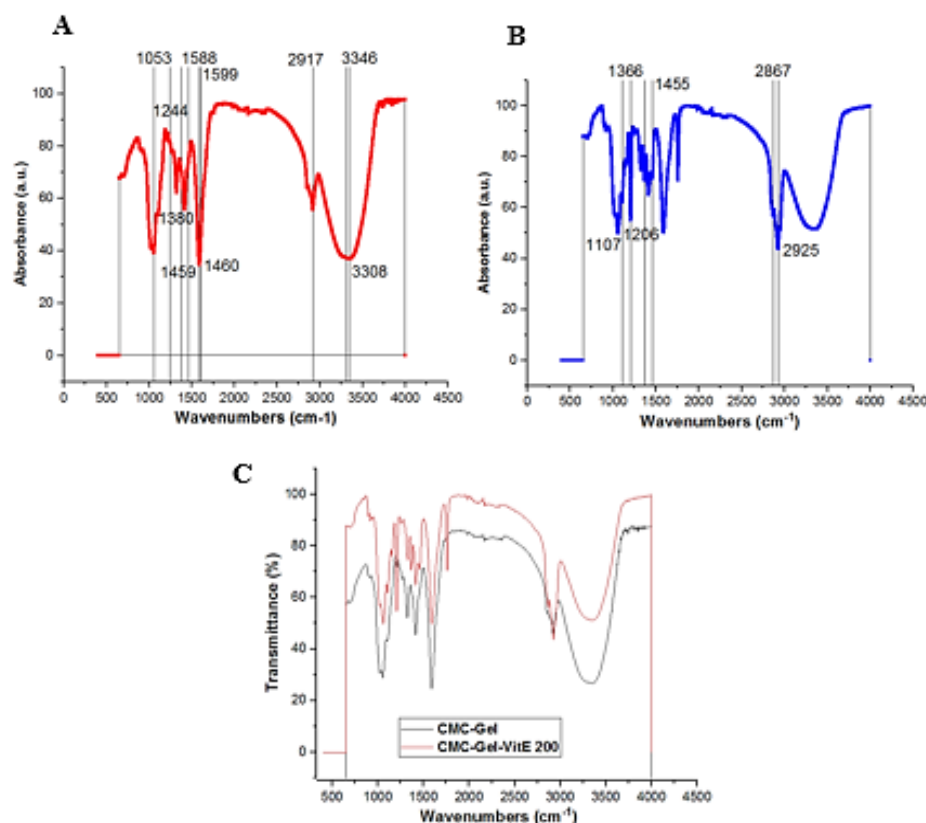 A
1053 1588 2917 3346
1599
1244
1380
1459 1460 3308
100
80
60
40
20
0
Absorbance (a.u.)
0 500 1000 1500 2000 2500 3000 3500 4000 4500
Wavenumbers (cm-1)
B
1366 2867
1455
1107 1206 2925
100
80
60
40
20
0
Absorbance (a.u.)
0 500 1000 1500 2000 2500 3000 3500 4000 4500
Wavenumbers (cm⁻¹)
C
100
80
60
40
20
0
Transmittance (%)
CMC-Gel
CMC-Gel-VitE 200
500 1000 1500 2000 2500 3000 3500 4000 4500
Wavenumbers (cm⁻¹)